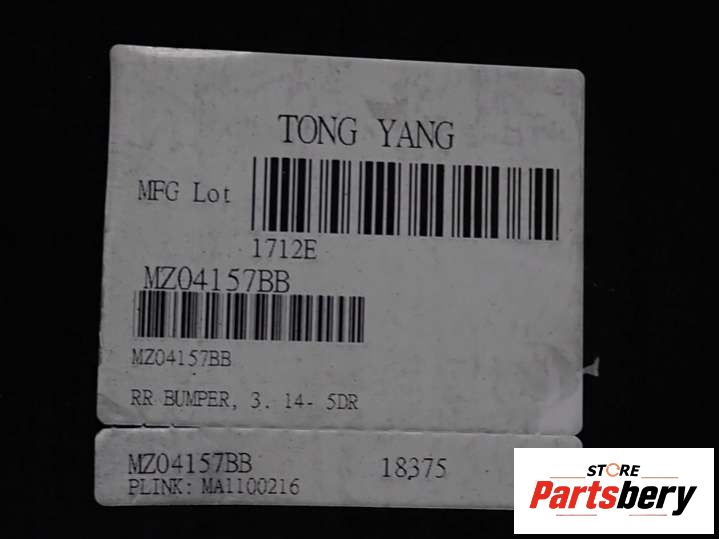 TONG YANG
MFG Lot
1712E
MZ04157BB
MZ04157BB
RR BUMPER, 3. 14- 5DR
MZ04157BB 18375
PLINK: MA1100216
STORE
Partsbery